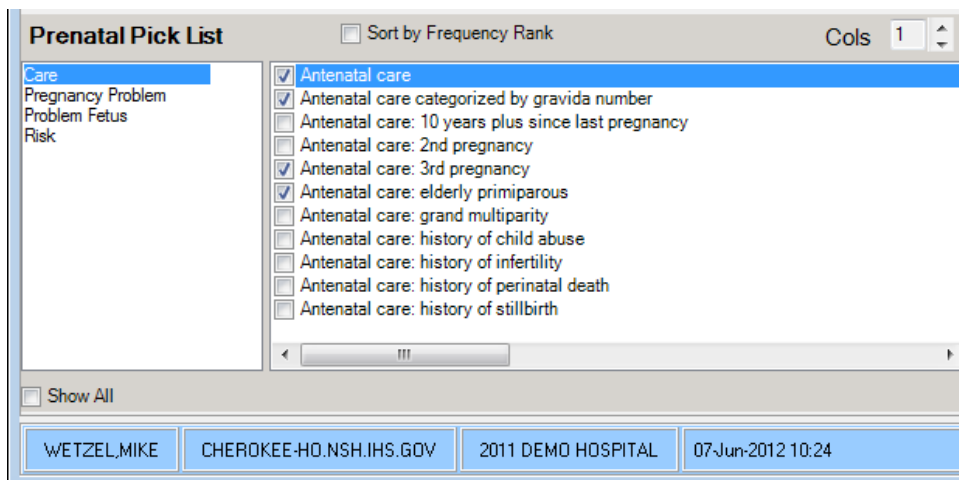 Prenatal Pick List Sort by Frequency Rank Cols 1
Care
Pregnancy Problem
Problem Fetus
Risk
Antenatal care
Antenatal care categorized by gravida number
Antenatal care: 10 years plus since last pregnancy
Antenatal care: 2nd pregnancy
Antenatal care: 3rd pregnancy
Antenatal care: elderly primiparous
Antenatal care: grand multiparity
Antenatal care: history of child abuse
Antenatal care: history of infertility
Antenatal care: history of perinatal death
Antenatal care: history of stillbirth
Show All
WETZEL,MIKE CHEROKEE-HO.NSH.IHS.GOV 2011 DEMO HOSPITAL 07-Jun-2012 10:24